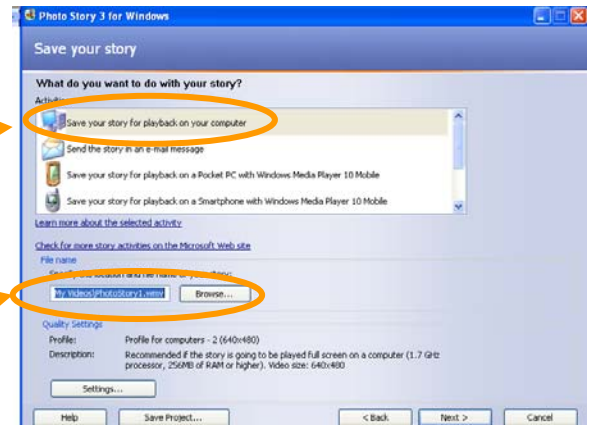 Photo Story 3 for Windows
Save your story
What do you want to do with your story?
Save your story for playback on your computer
Send the story in an e-mail message
Save your story for playback on a Pocket PC with Windows Media Player 10 Mobile
Save your story for playback on a Smartphone with Windows Media Player 10 Mobile
Learn more about the selected activity
Check for more story activities on the Microsoft Web site
File name
My Videos\PhotoStory1.wmv
Browse...
Quality Settings
Profile: Profile for computers - 2 (640x480)
Description: Recommended if the story is going to be played full screen on a computer (1.7 GHz
processor, 256MB of RAM or higher). Video size: 640x480
Settings...
Help Save Project... < Back Next > Cancel